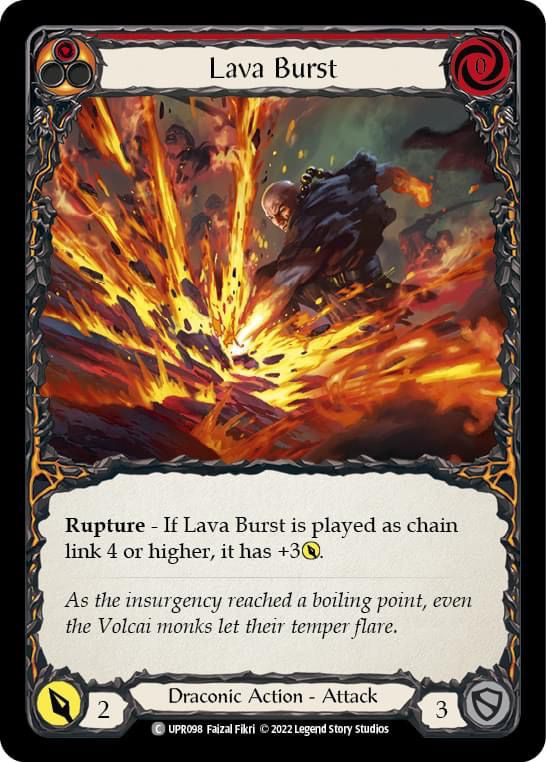 Lava Burst
0
Rupture - If Lava Burst is played as chain
link 4 or higher, it has +3.
As the insurgency reached a boiling point, even
the Volcai monks let their temper flare.
2
Draconic Action - Attack
3
C UPR098 Faizal Fikri © 2022 Legend Story Studios